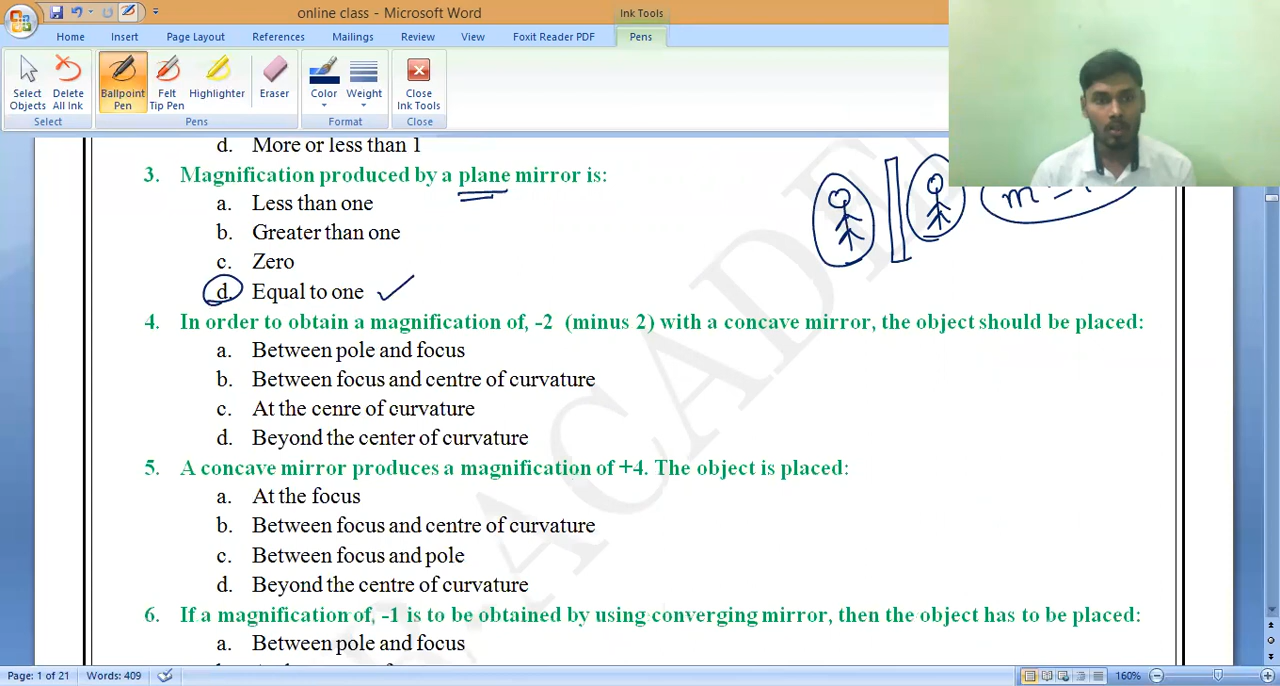 online class - Microsoft Word
Ink Tools
Home Insert Page Layout References Mailings Review View Foxit Reader PDF Pens
Select Objects
Delete All Ink
Ballpoint Pen
Felt Tip Pen
Highlighter
Eraser
Color
Weight
Close Ink Tools
Select Pens Format Close
d. More or less than 1
3. Magnification produced by a plane mirror is:
a. Less than one
b. Greater than one
c. Zero
d. Equal to one
4. In order to obtain a magnification of, -2 (minus 2) with a concave mirror, the object should be placed:
a. Between pole and focus
b. Between focus and centre of curvature
c. At the cenre of curvature
d. Beyond the center of curvature
5. A concave mirror produces a magnification of +4. The object is placed:
a. At the focus
b. Between focus and centre of curvature
c. Between focus and pole
d. Beyond the centre of curvature
6. If a magnification of, -1 is to be obtained by using converging mirror, then the object has to be placed:
a. Between pole and focus
Page: 1 of 21 Words: 409 160%